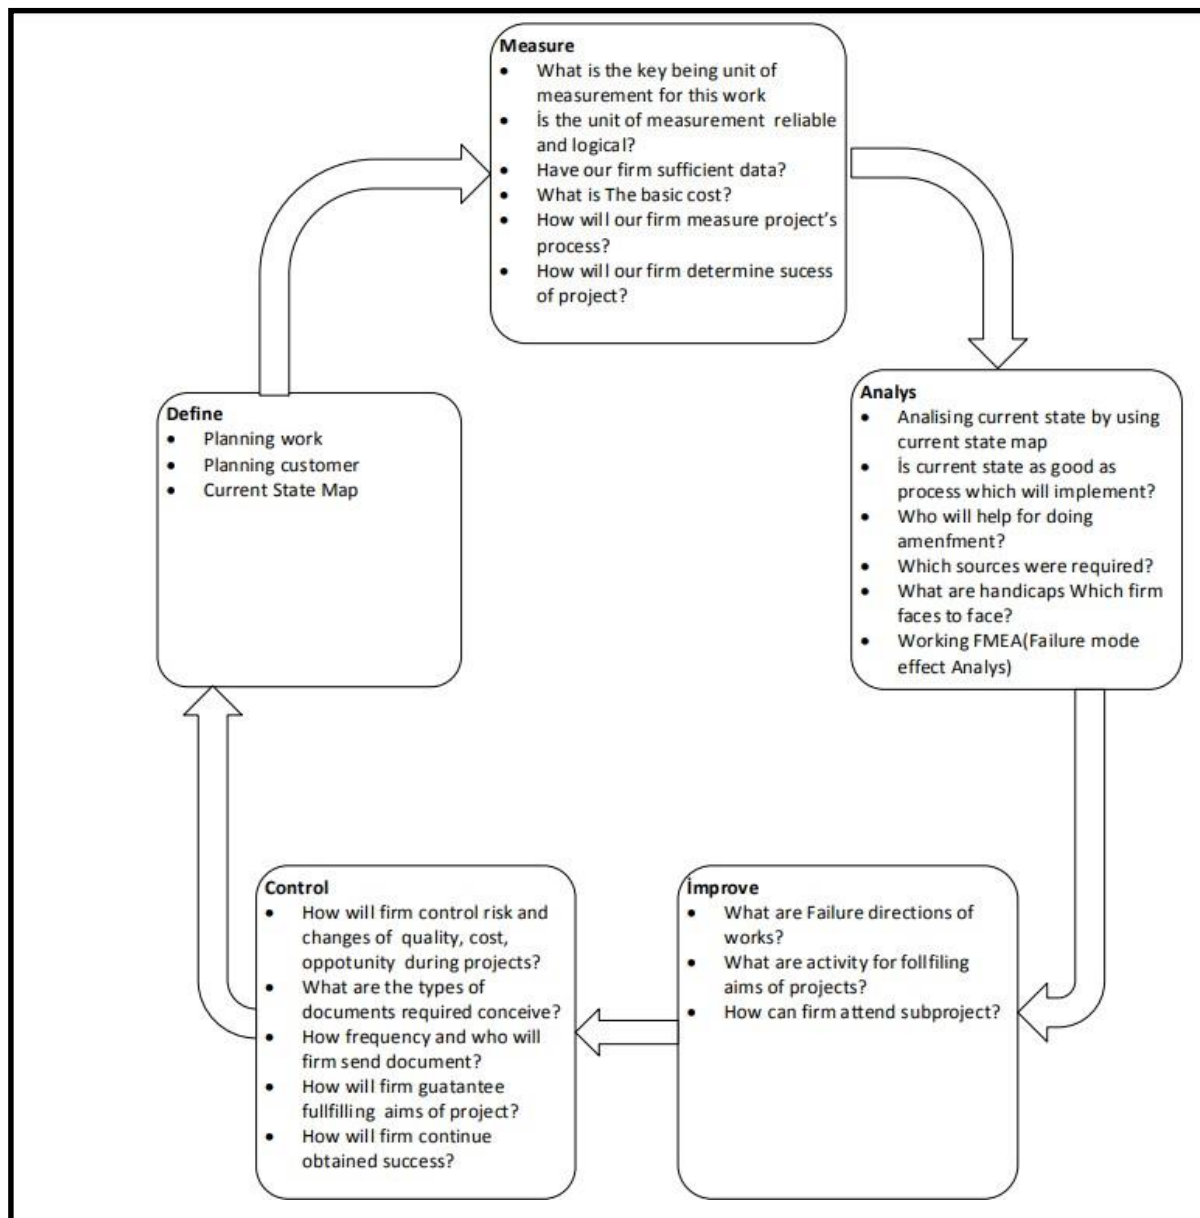 Measure
• What is the key being unit of
measurement for this work
• İs the unit of measurement reliable
and logical?
• Have our firm sufficient data?
• What is The basic cost?
• How will our firm measure project's
process?
• How will our firm determine sucess
of project?
Analys
• Analising current state by using
current state map
• İs current state as good as
process which will implement?
• Who will help for doing
amenfment?
• Which sources were required?
• What are handicaps Which firm
faces to face?
• Working FMEA(Failure mode
effect Analys)
Define
• Planning work
• Planning customer
• Current State Map
Control
• How will firm control risk and
changes of quality, cost,
oppotunity during projects?
• What are the types of
documents required conceive?
• How frequency and who will
firm send document?
• How will firm guatantee
fullfilling aims of project?
• How will firm continue
obtained success?
İmprove
• What are Failure directions of
works?
• What are activity for follfiling
aims of projects?
• How can firm attend subproject?